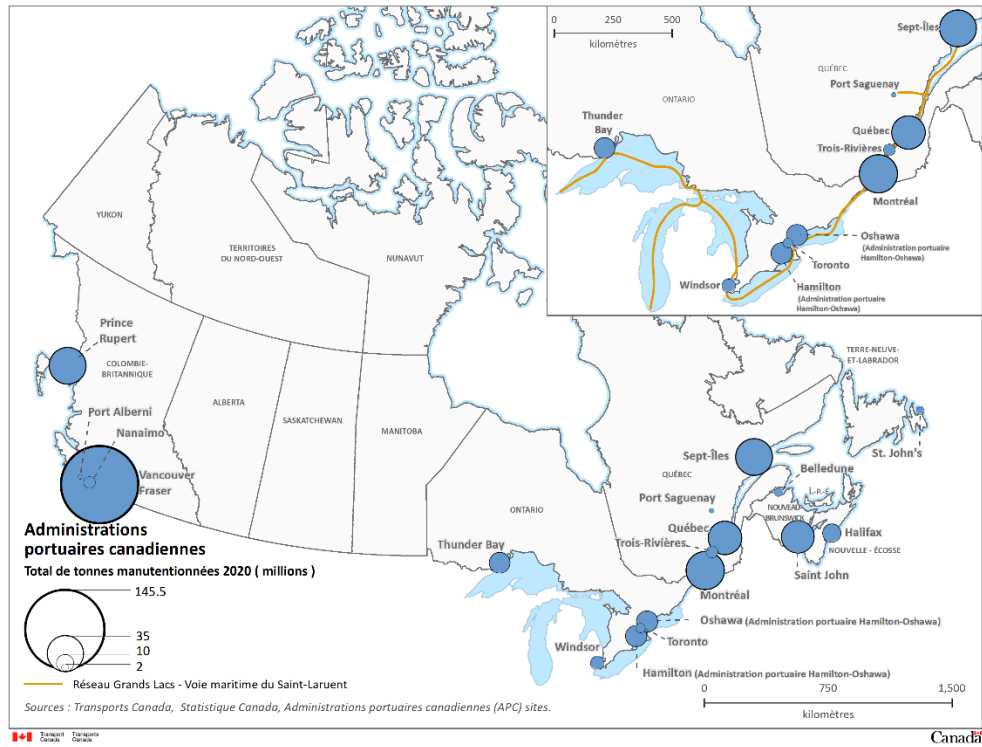 0
250
500
kilomètres
Sept-Îles
QUÉBEC
Port Saguenay
ONTARIO
Thunder
Bay
Québec
Trois-Rivières
Montréal
Oshawa
(Administration portuaire
Hamilton-Oshawa)
Toronto
Windsor
Hamilton
(Administration portuaire
Hamilton-Oshawa)
YUKON
TERRITOIRES
DU NORD-OUEST
NUNAVUT
Prince
Rupert
COLOMBIE-
BRITANNIQUE
ALBERTA
SASKATCHEWAN
MANITOBA
Port Alberni
Nanaimo
Vancouver
Fraser
TERRE-NEUVE-
ET-LABRADOR
St. John's
Sept-Îles
QUÉBEC
Belledune
Port Saguenay
Î.-P.-É.
NOUVEAU-
BRUNSWICK
ONTARIO
Québec
Trois-Rivières
Halifax
NOUVELLE - ÉCOSSE
Saint John
Thunder Bay
Montréal
Oshawa (Administration portuaire Hamilton-Oshawa)
Toronto
Windsor
Hamilton (Administration portuaire Hamilton-Oshawa)
Administrations
portuaires canadiennes
Total de tonnes manutentionnées 2020 ( millions )
145.5
35
10
2
Réseau Grands Lacs - Voie maritime du Saint-Laruent
0
750
1,500
kilomètres
Sources : Transports Canada, Statistique Canada, Administrations portuaires canadiennes (APC) sites.
Transport Transports
Canada Canada
Canada